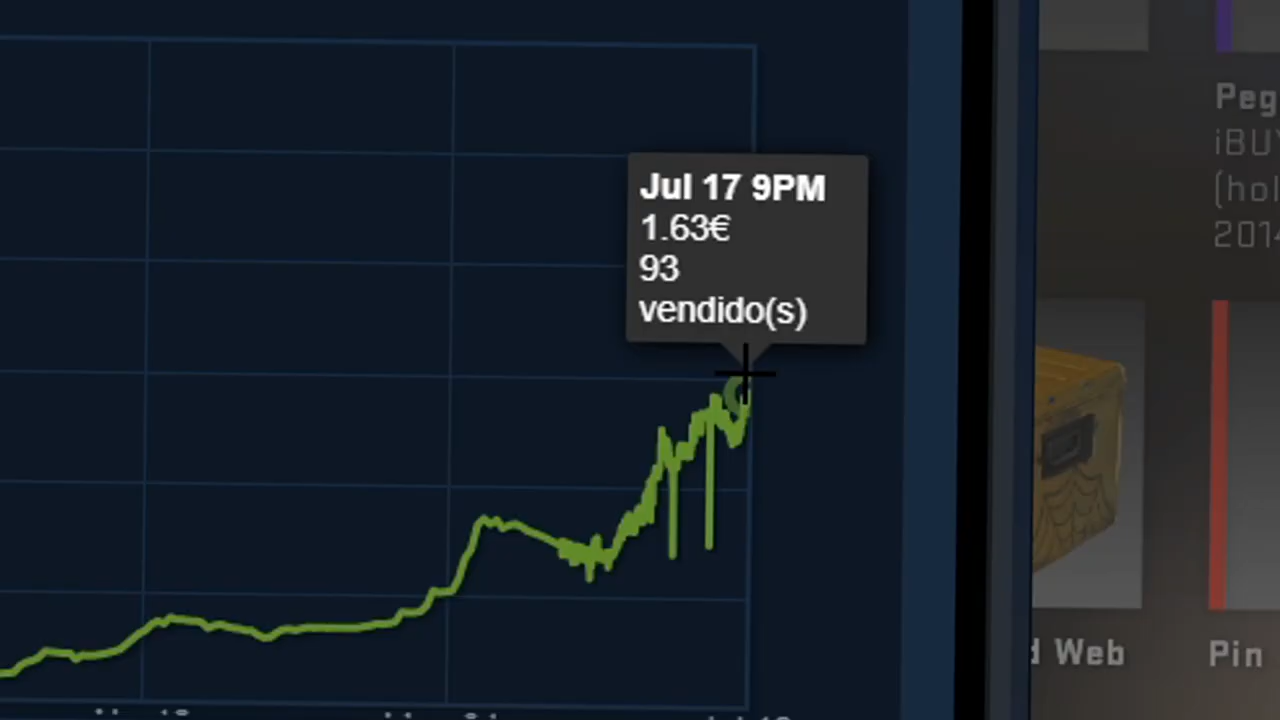 Jul 17 9PM
1.63€
93
vendido(s)
Peg
iBUY
(hol
2014
d Web
Pin